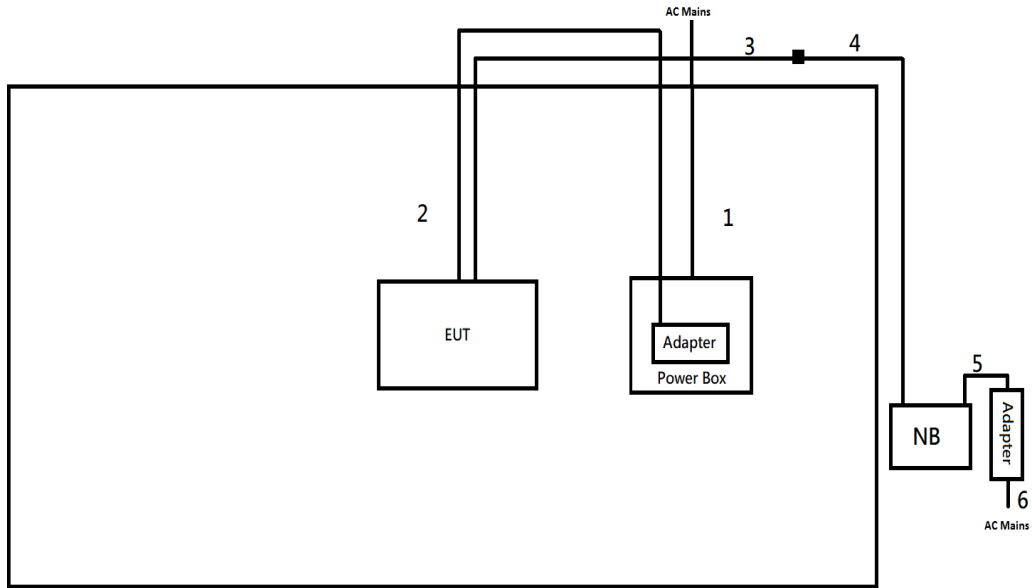 AC Mains
3
4
2
1
EUT
Adapter
Power Box
5
NB
Adapter
6
AC Mains